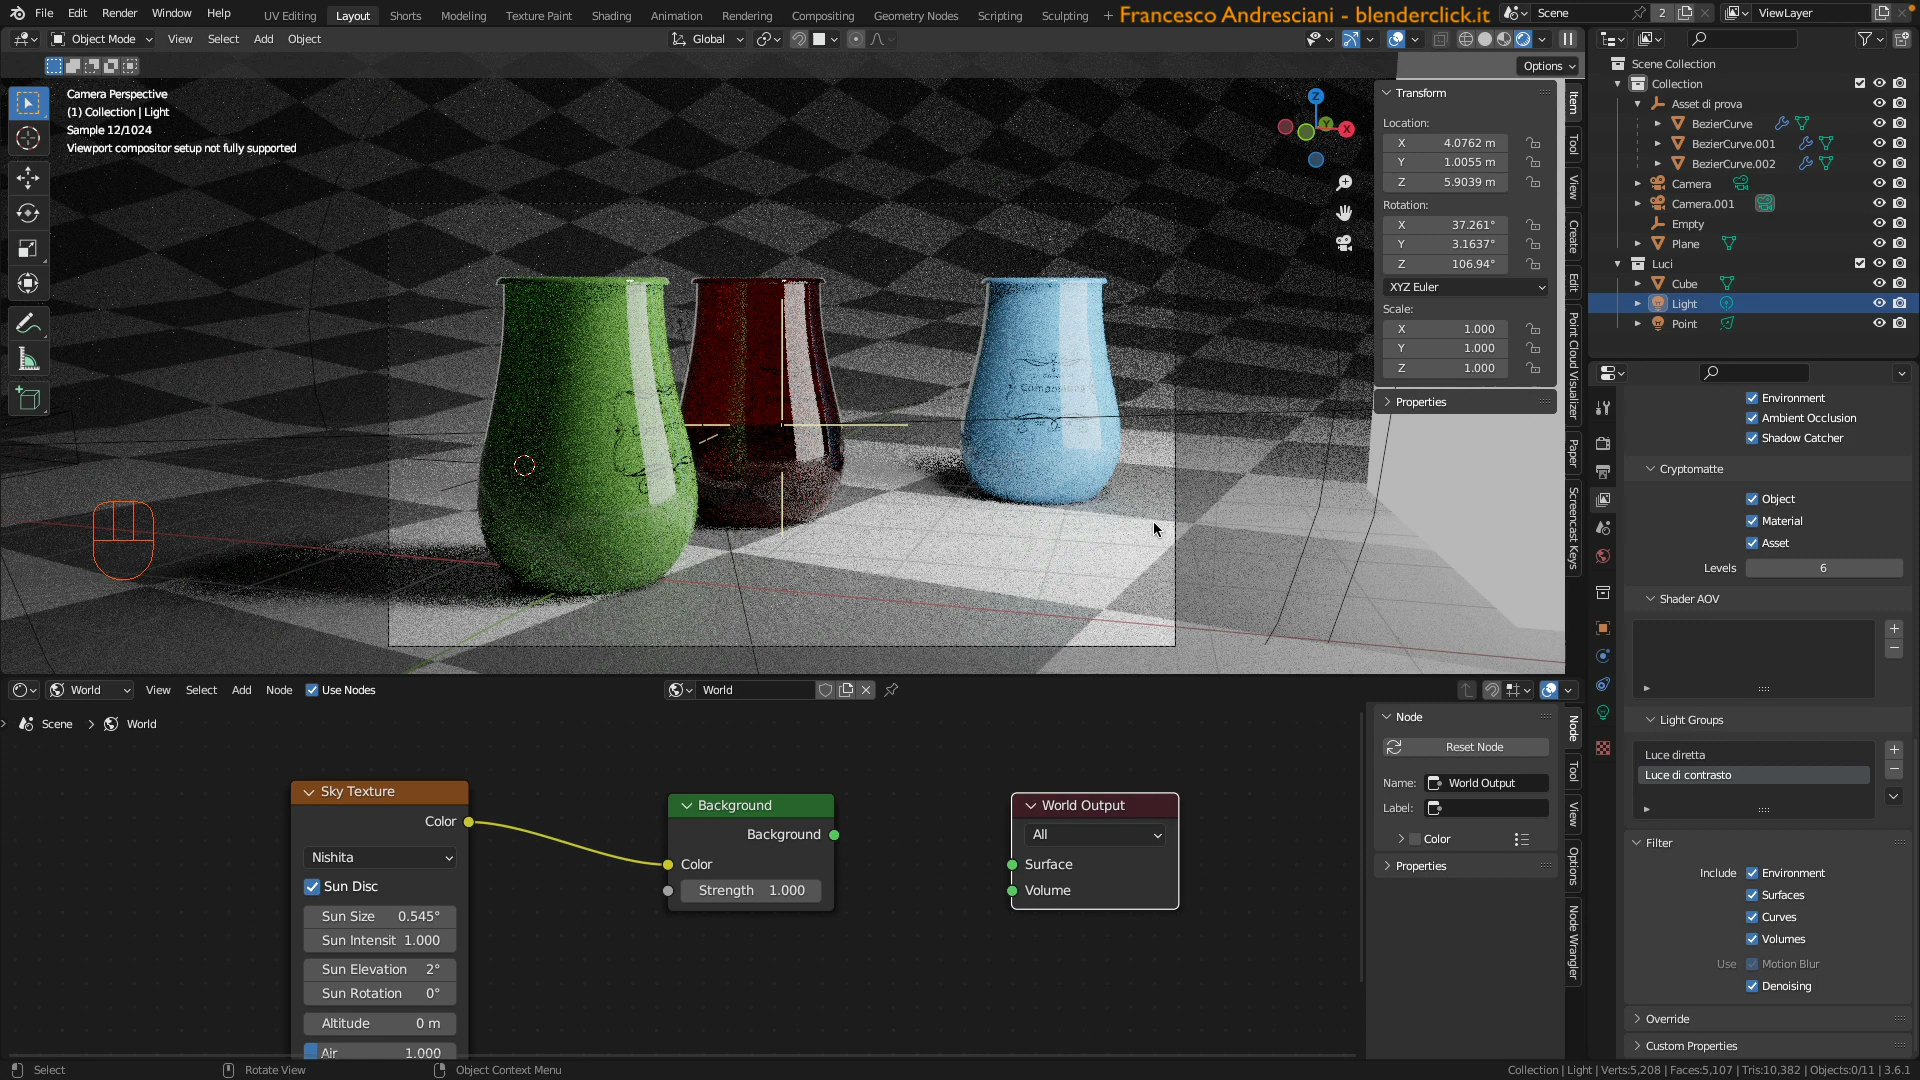 File Edit Render Window Help UV Editing Layout Shorts Modeling Texture Paint Shading Animation Rendering Compositing Geometry Nodes Scripting Sculpting + Francesco Andresciani - blenderclick.it Scene 2 ViewLayer
Object Mode View Select Add Object Global
Options
Camera Perspective
(1) Collection | Light
Sample 12/1024
Viewport compositor setup not fully supported
Z
Y
X
Transform
Location:
X 4.0762 m
Y 1.0055 m
Z 5.9039 m
Rotation:
X 37.261°
Y 3.1637°
Z 106.94°
XYZ Euler
Scale:
X 1.000
Y 1.000
Z 1.000
Properties
Item
Tool
View
Create
Edit
Point Cloud Visualizer
Paper
Screencast Keys
Scene Collection
Collection
Asset di prova
BezierCurve
BezierCurve.001
BezierCurve.002
Camera
Camera.001
Empty
Plane
Luci
Cube
Light
Point
Environment
Ambient Occlusion
Shadow Catcher
Cryptomatte
Object
Material
Asset
Levels 6
Shader AOV
Light Groups
Luce diretta
Luce di contrasto
Filter
Include Environment
Surfaces
Curves
Volumes
Use Motion Blur
Denoising
Override
Custom Properties
World View Select Add Node Use Nodes World
Scene > World
Sky Texture
Color
Nishita
Sun Disc
Sun Size 0.545°
Sun Intensit 1.000
Sun Elevation 2°
Sun Rotation 0°
Altitude 0 m
Air 1.000
Background
Background
Color
Strength 1.000
World Output
All
Surface
Volume
Node
Reset Node
Name: World Output
Label:
Color
Properties
Node
Tool
View
Options
Node Wrangler
Select Rotate View Object Context Menu Collection | Light | Verts:5,208 | Faces:5,107 | Tris:10,382 | Objects:0/11 | 3.6.1